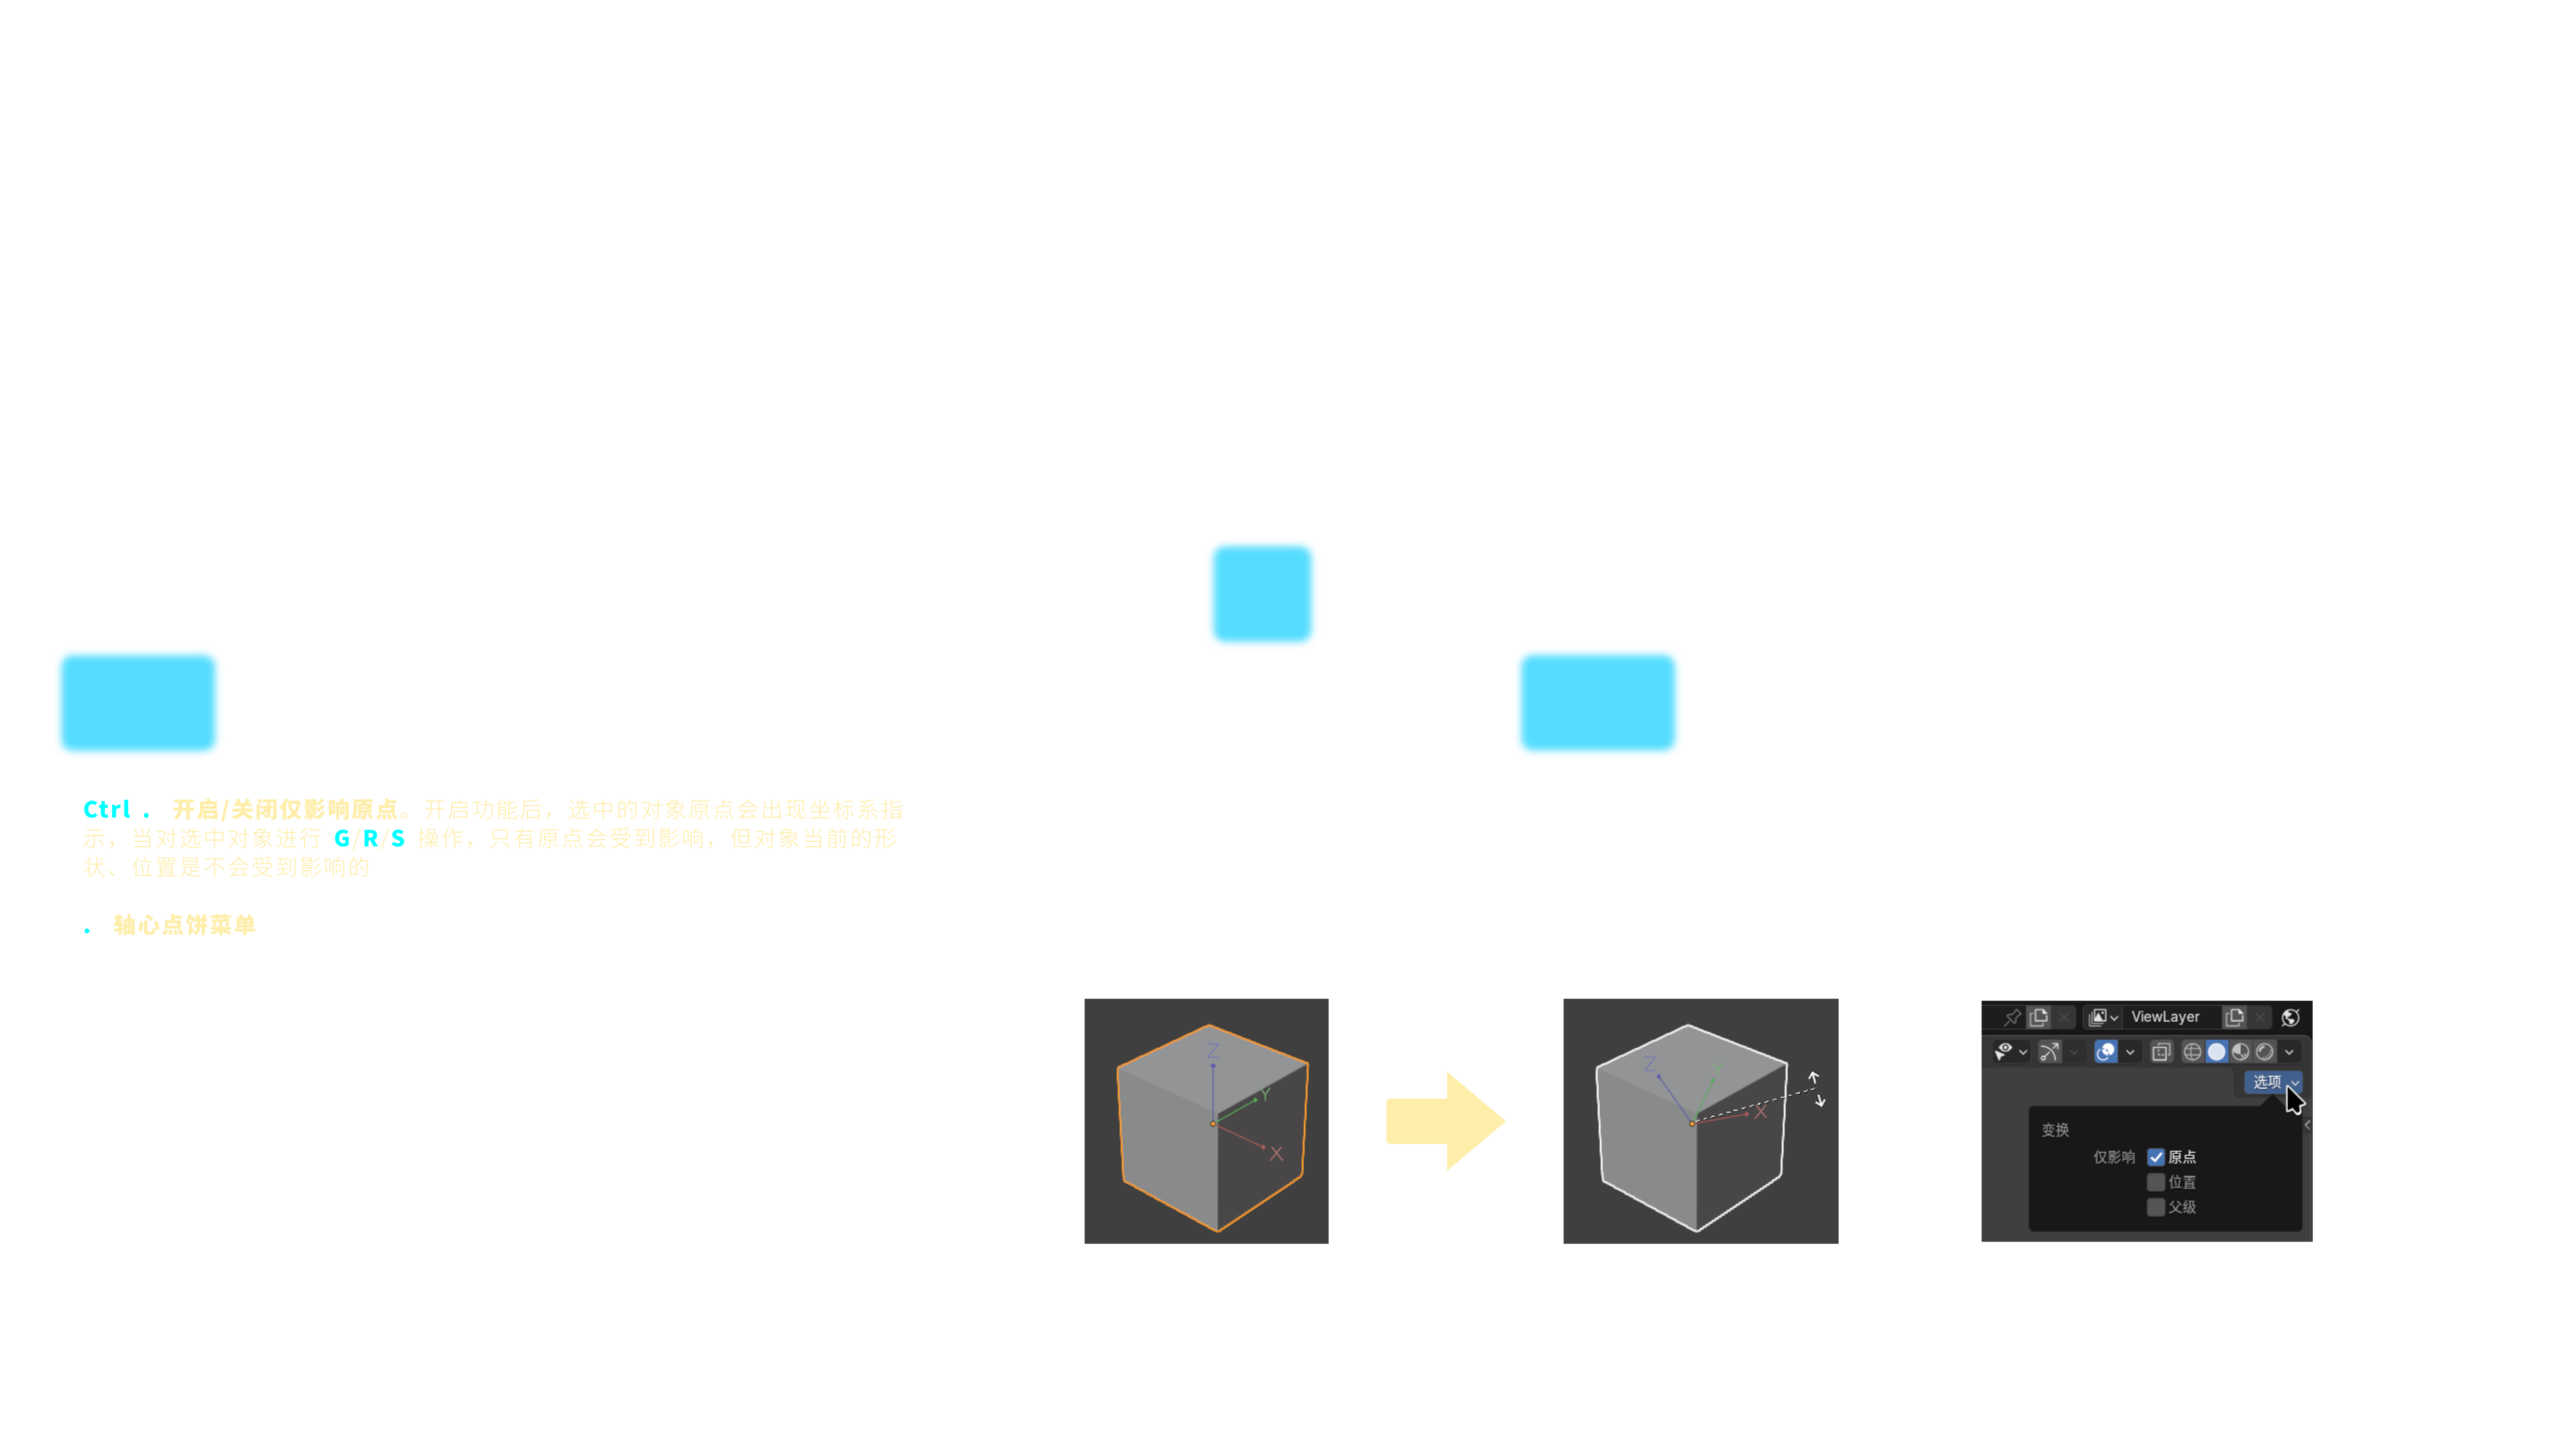 Ctrl . 开启/关闭仅影响原点。开启功能后，选中的对象原点会出现坐标系指
示，当对选中对象进行 G/R/S 操作，只有原点会受到影响，但对象当前的形
状、位置是不会受到影响的
. 轴心点饼菜单
Z
Y
X
Z
Y
X
ViewLayer
选项
变换
仅影响 原点
位置
父级